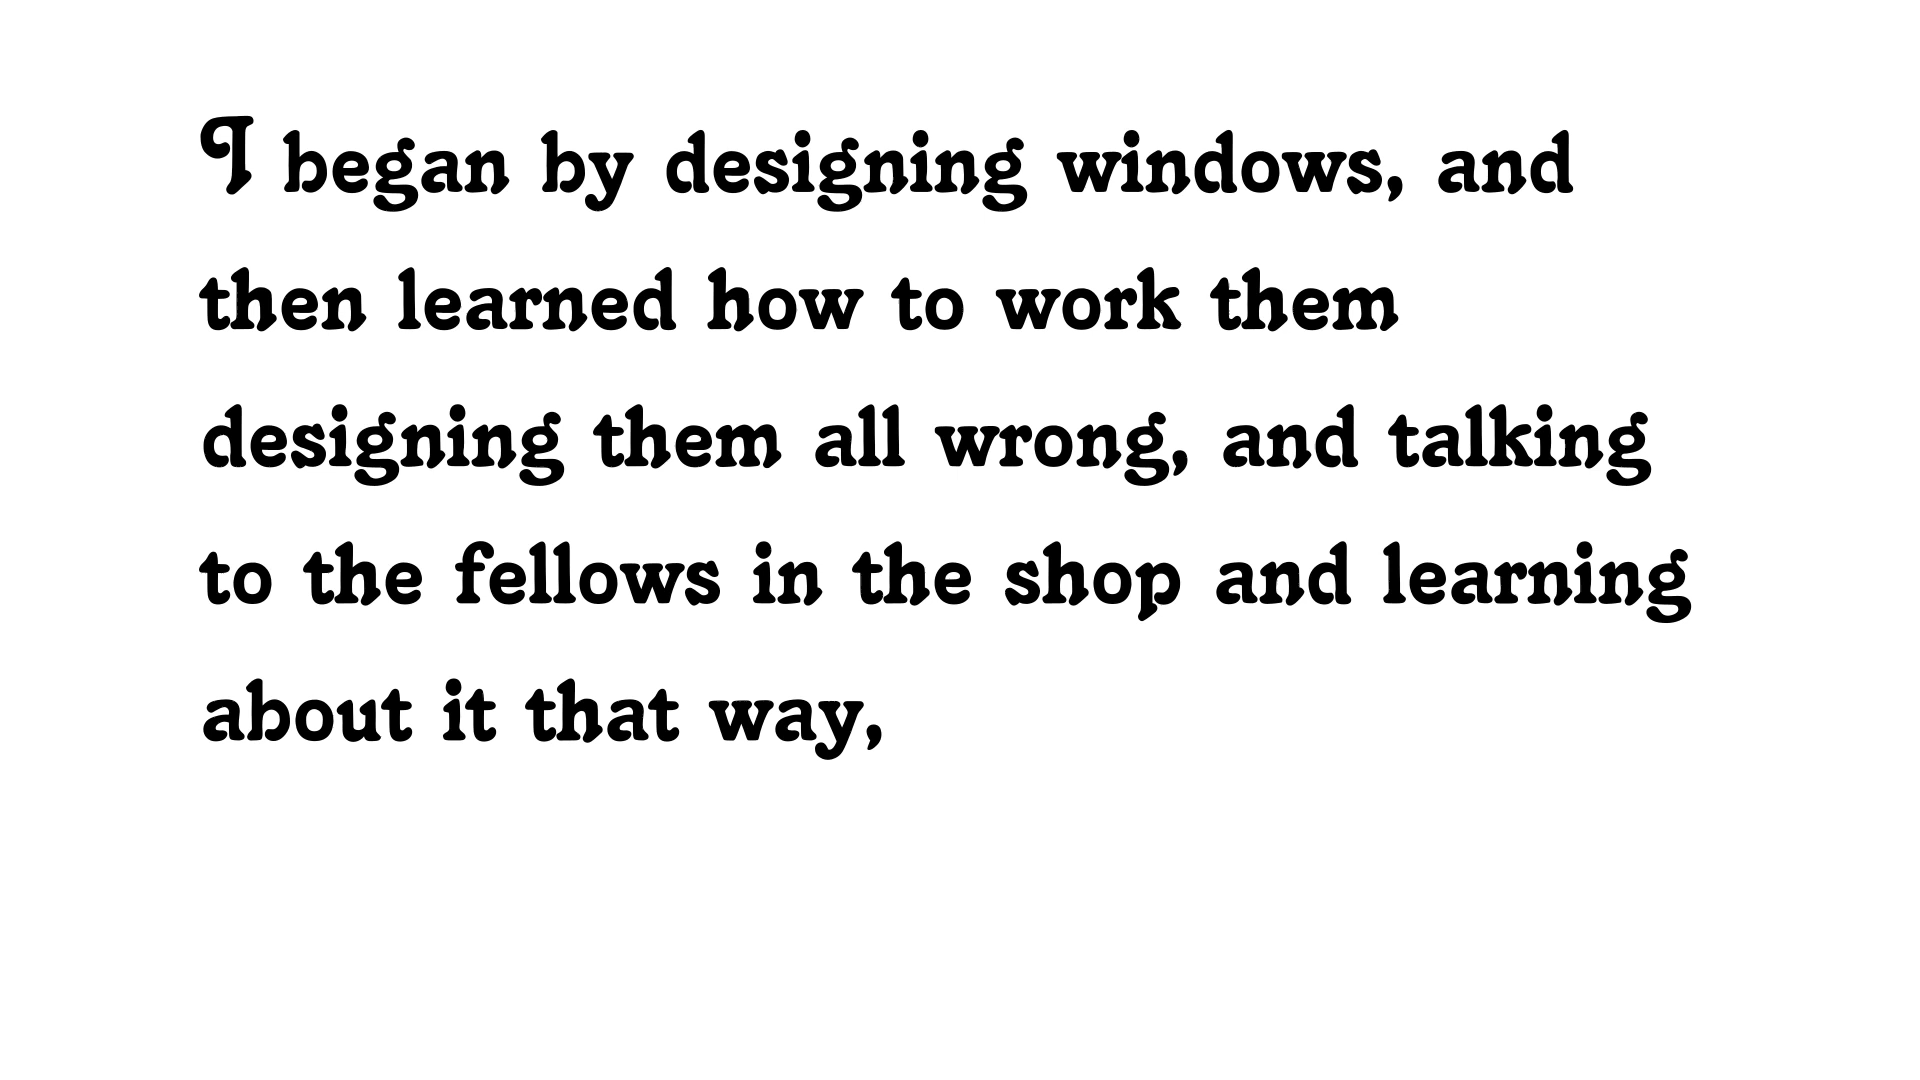 I began by designing windows, and
then learned how to work them
designing them all wrong, and talking
to the fellows in the shop and learning
about it that way,